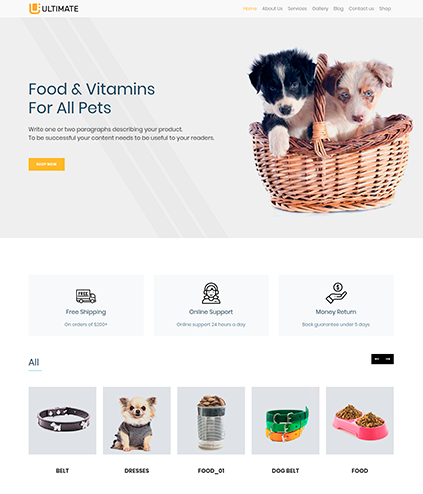 ULTIMATE
Home About Us Services Gallery Blog Contact us Shop
Food & Vitamins
For All Pets
Write one or two paragraphs describing your product.
To be successful your content needs to be useful to your readers.
SHOP NOW
FREE
Free Shipping
On orders of $200+
Online Support
Online support 24 hours a day
$
Money Return
Back guarantee under 5 days
All
BELT
DRESSES
FOOD_01
DOG BELT
FOOD